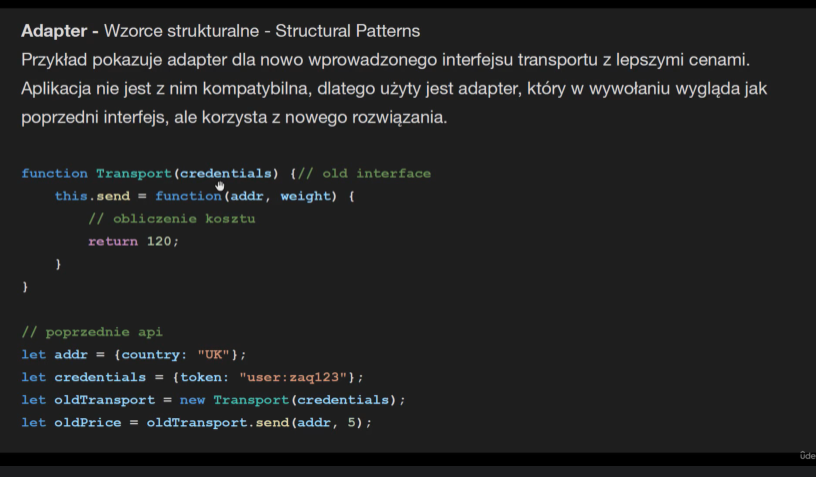 Adapter - Wzorce strukturalne - Structural Patterns
Przykład pokazuje adapter dla nowo wprowadzonego interfejsu transportu z lepszymi cenami.
Aplikacja nie jest z nim kompatybilna, dlatego użyty jest adapter, który w wywołaniu wygląda jak
poprzedni interfejs, ale korzysta z nowego rozwiązania.
function Transport(credentials) {// old interface
    this.send = function(addr, weight) {
        // obliczenie kosztu
        return 120;
    }
}
// poprzednie api
let addr = {country: "UK"};
let credentials = {token: "user:zaq123"};
let oldTransport = new Transport(credentials);
let oldPrice = oldTransport.send(addr, 5);